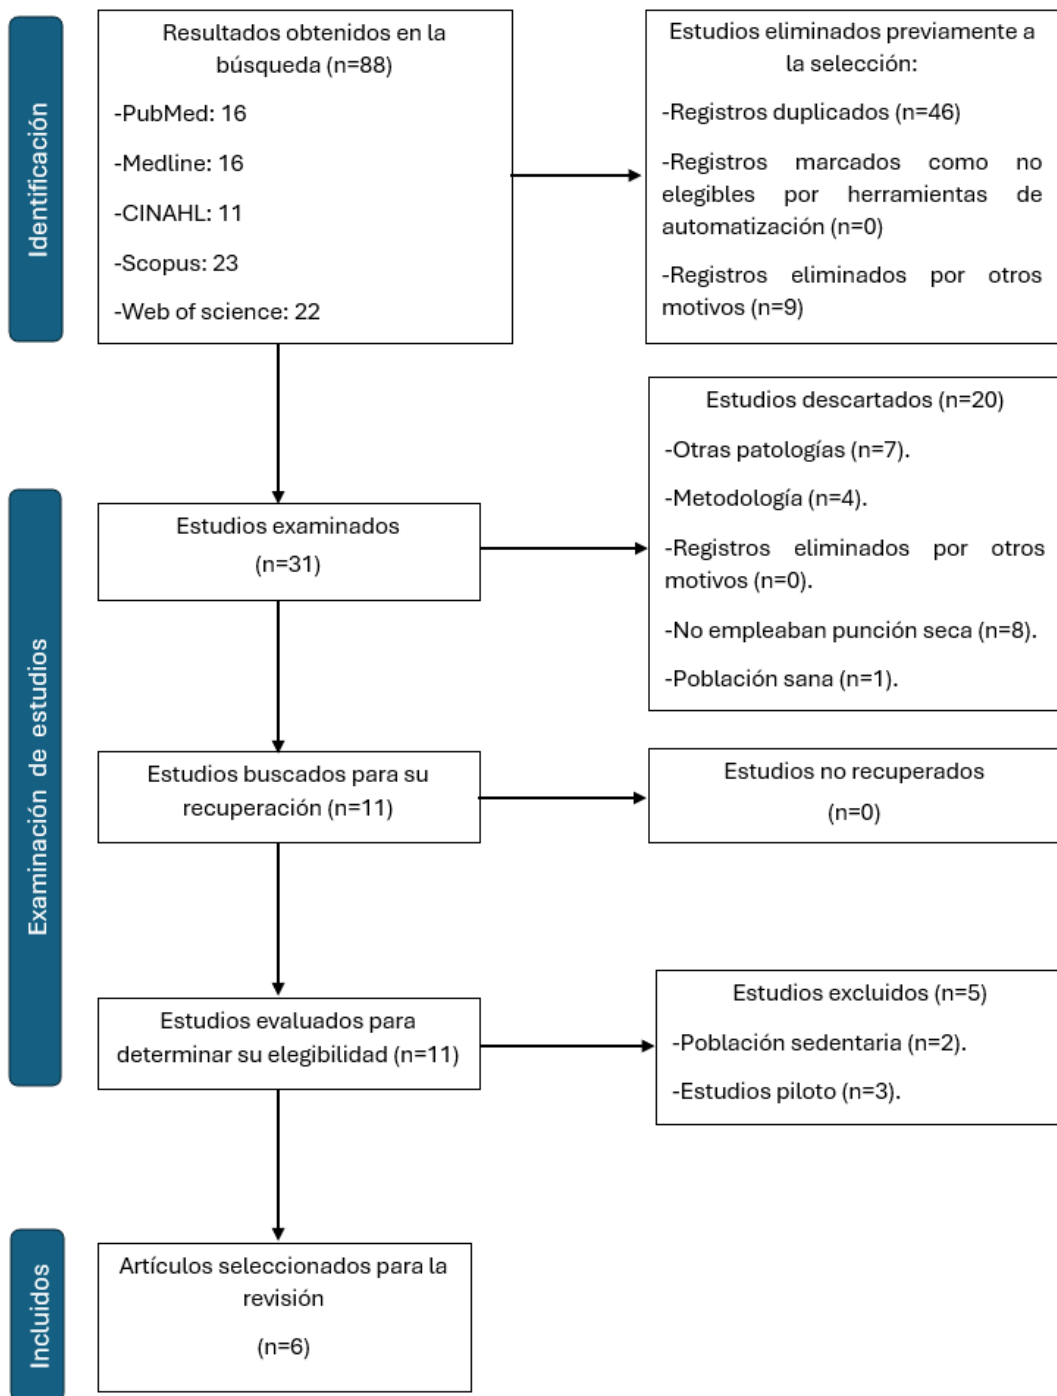 Identificación
Resultados obtenidos en la
búsqueda (n=88)
-PubMed: 16
-Medline: 16
-CINAHL: 11
-Scopus: 23
-Web of science: 22
Estudios eliminados previamente a
la selección:
-Registros duplicados (n=46)
-Registros marcados como no
elegibles por herramientas de
automatización (n=0)
-Registros eliminados por otros
motivos (n=9)
Examinación de estudios
Estudios examinados
(n=31)
Estudios descartados (n=20)
-Otras patologías (n=7).
-Metodología (n=4).
-Registros eliminados por otros
motivos (n=0).
-No empleaban punción seca (n=8).
-Población sana (n=1).
Estudios buscados para su
recuperación (n=11)
Estudios no recuperados
(n=0)
Estudios evaluados para
determinar su elegibilidad (n=11)
Estudios excluidos (n=5)
-Población sedentaria (n=2).
-Estudios piloto (n=3).
Incluidos
Artículos seleccionados para la
revisión
(n=6)